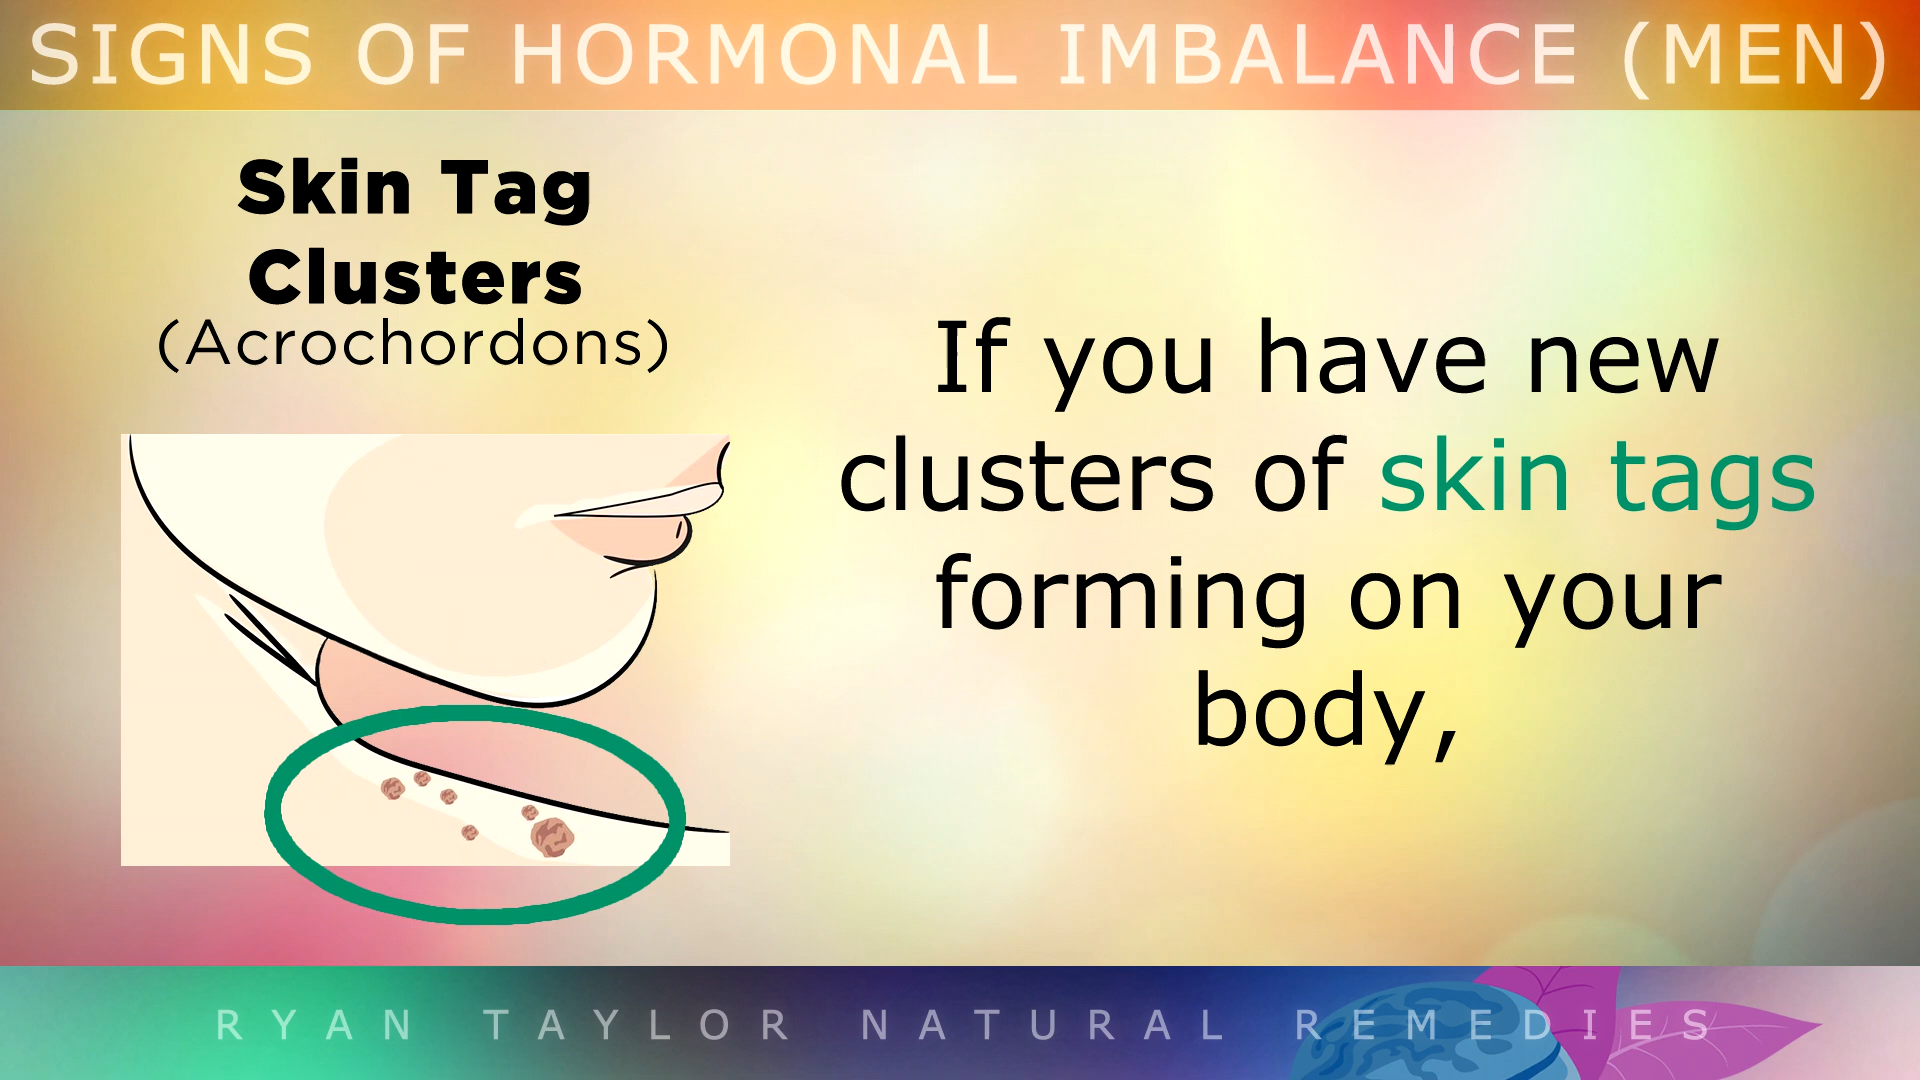 SIGNS OF HORMONAL IMBALANCE (MEN)
Skin Tag
Clusters
(Acrochordons)
If you have new
clusters of skin tags
forming on your
body,
RYAN TAYLOR NATURAL REMEDIES